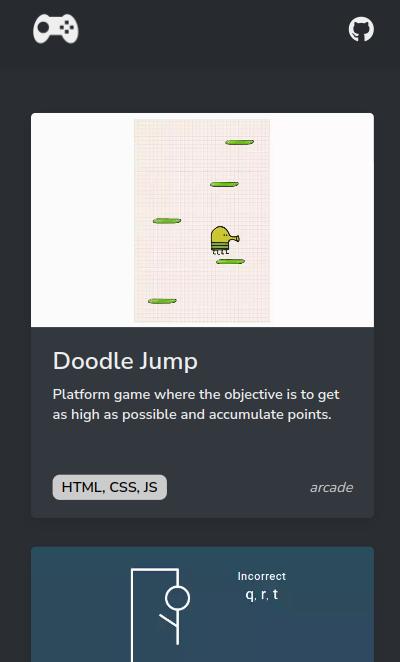 Doodle Jump
Platform game where the objective is to get
as high as possible and accumulate points.
HTML, CSS, JS
arcade
Incorrect
q, r, t